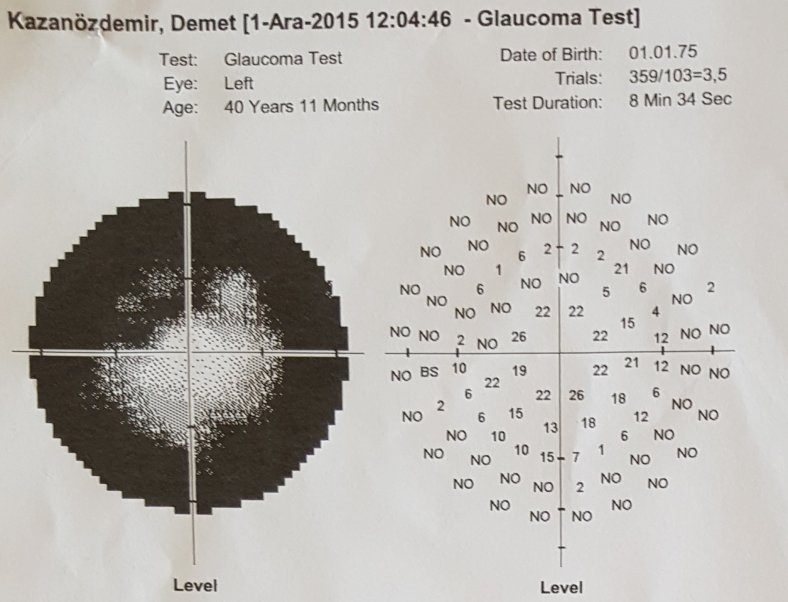 Kazanözdemir, Demet [1-Ara-2015 12:04:46 - Glaucoma Test]
Test: Glaucoma Test
Eye: Left
Age: 40 Years 11 Months
Date of Birth: 01.01.75
Trials: 359/103=3,5
Test Duration: 8 Min 34 Sec
NO NO
NO NO
NO NO NO NO NO NO
NO NO 6 2 2 2 NO NO
NO 1 NO NO 21 NO
NO 6 5 6 2
NO NO NO 22 22 4 NO
NO NO 2 NO 26 22 15 12 NO NO
NO BS 10 19 22 21 12 NO NO
22
2 6 22 26 18 6 NO
NO 6 15 13 18 12 NO
NO 10 6 NO
NO NO 10 15 7 1 NO NO
NO NO NO 2 NO NO
NO NO NO NO
Level
Level